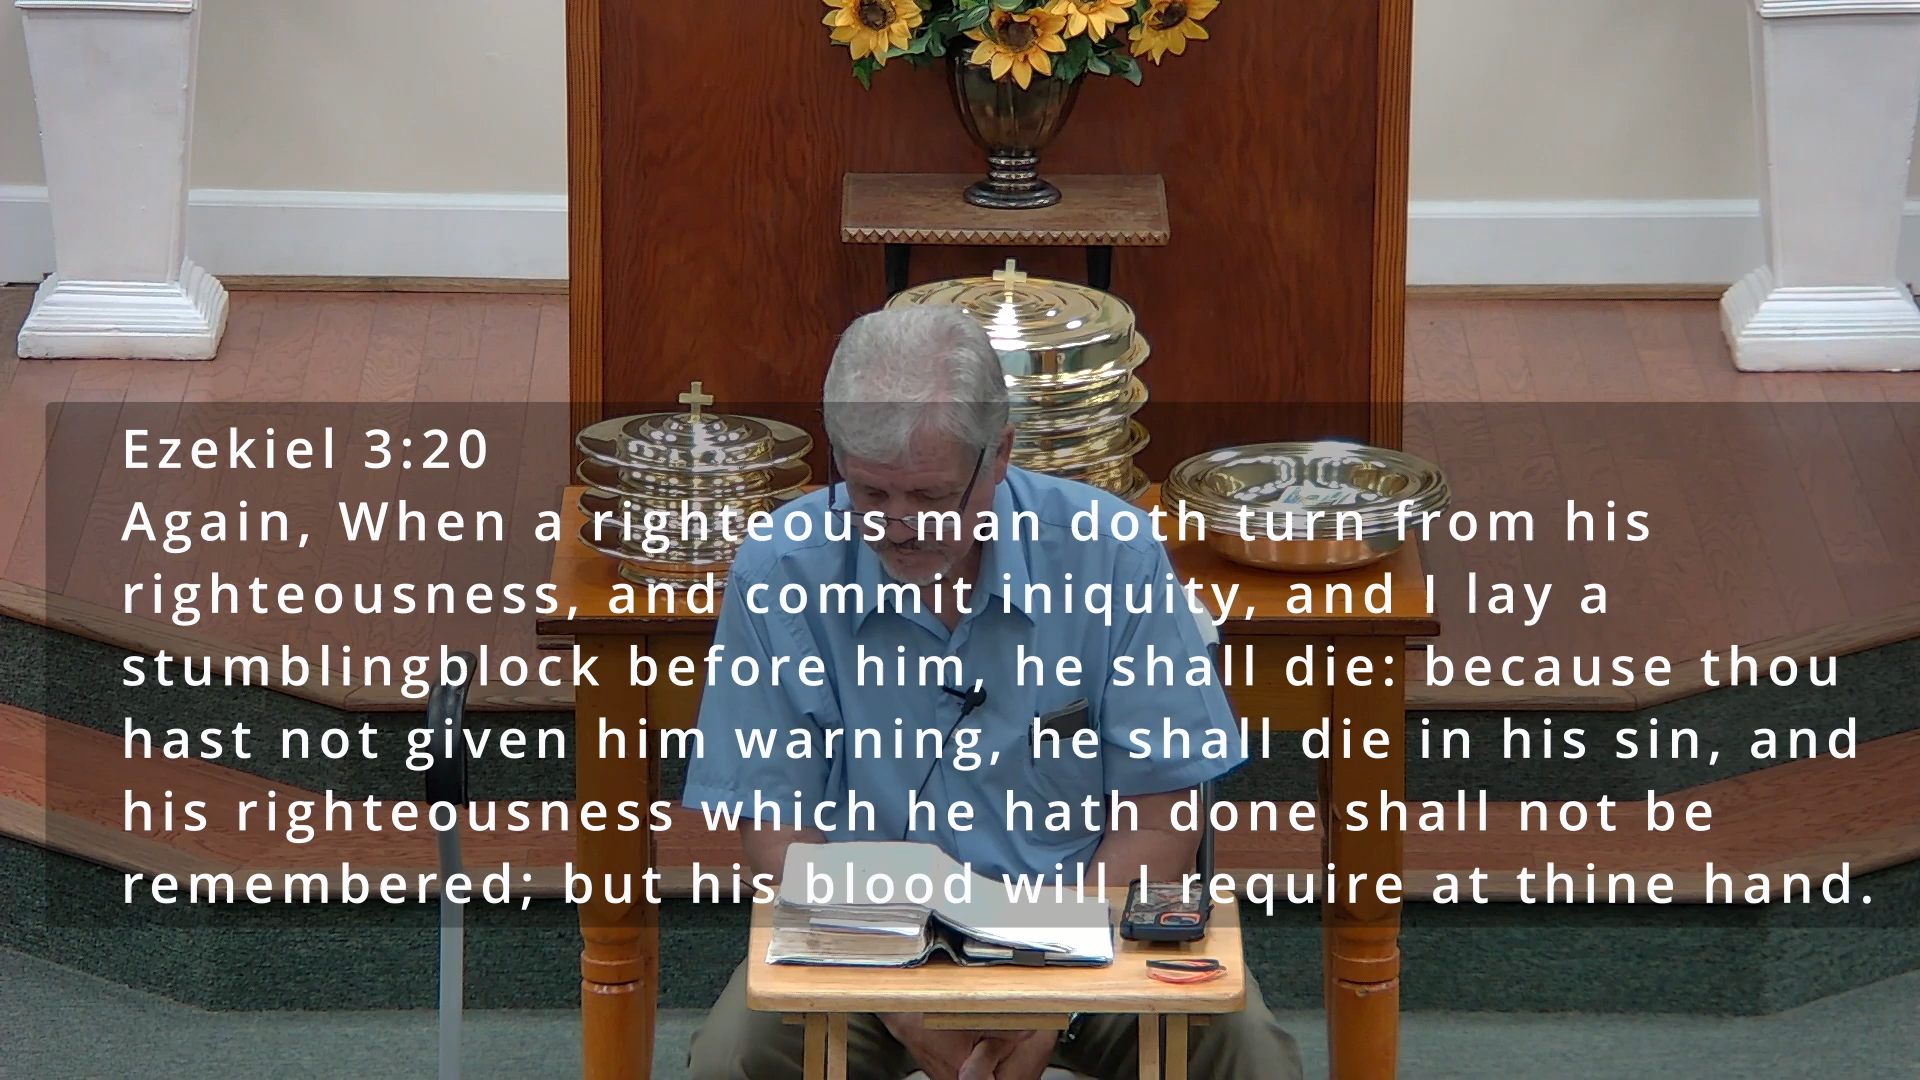 Ezekiel 3:20
Again, When a righteous man doth turn from his
righteousness, and commit iniquity, and I lay a
stumblingblock before him, he shall die: because thou
hast not given him warning, he shall die in his sin, and
his righteousness which he hath done shall not be
remembered; but his blood will I require at thine hand.